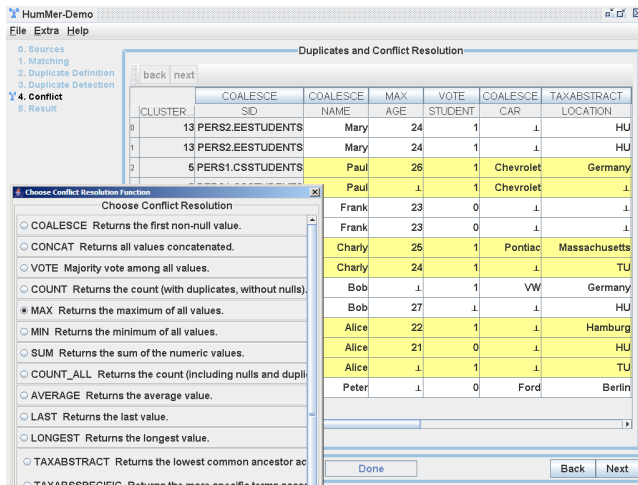 HumMer-Demo
File Extra Help
0. Sources
1. Matching
2. Duplicate Definition
3. Duplicate Detection
4. Conflict
5. Result
Duplicates and Conflict Resolution
back next
COALESCE COALESCE MAX VOTE COALESCE TAXABSTRACT
CLUSTER... SID NAME AGE STUDENT CAR LOCATION
0 13 PERS2.EESTUDENTS Mary 24 1 ⊥ HU
1 13 PERS2.EESTUDENTS Mary 24 1 ⊥ HU
2 5 PERS1.CSSTUDENTS Paul 26 1 Chevrolet Germany
Paul ⊥ 1 Chevrolet ⊥
Frank 23 0 ⊥ ⊥
Frank 23 0 ⊥ ⊥
Charly 25 1 Pontiac Massachusetts
Charly 24 1 ⊥ TU
Bob ⊥ 1 VW Germany
Bob 27 ⊥ ⊥ HU
Alice 22 1 ⊥ Hamburg
Alice 21 0 ⊥ HU
Alice ⊥ 1 ⊥ TU
Peter ⊥ 0 Ford Berlin
Choose Conflict Resolution Function
Choose Conflict Resolution
COALESCE Returns the first non-null value.
CONCAT Returns all values concatenated.
VOTE Majority vote among all values.
COUNT Returns the count (with duplicates, without nulls).
MAX Returns the maximum of all values.
MIN Returns the minimum of all values.
SUM Returns the sum of the numeric values.
COUNT_ALL Returns the count (including nulls and dupli
AVERAGE Returns the average value.
LAST Returns the last value.
LONGEST Returns the longest value.
TAXABSTRACT Returns the lowest common ancestor ac
Done
Back Next